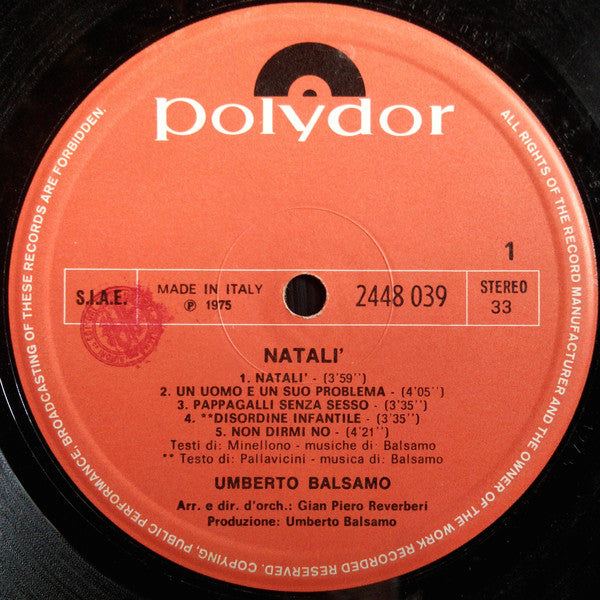 polydor
ALL RIGHTS OF THE RECORD MANUFACTURER AND THE OWNER OF THE WORK RECORDED RESERVED. COPYING, PUBLIC PERFORMANCE, BROADCASTING OF THESE RECORDS ARE FORBIDDEN.
1
S.I.A.E.
MADE IN ITALY
℗ 1975
2448 039
STEREO
33
NATALI'
1. NATALI' - (3'59'')
2. UN UOMO E UN SUO PROBLEMA - (4'05'')
3. PAPPAGALLI SENZA SESSO - (3'35'')
4. **DISORDINE INFANTILE - (3'35'')
5. NON DIRMI NO - (4'21'')
Testi di: Minellono - musiche di: Balsamo
** Testo di: Pallavicini - musica di: Balsamo
UMBERTO BALSAMO
Arr. e dir. d'orch.: Gian Piero Reverberi
Produzione: Umberto Balsamo